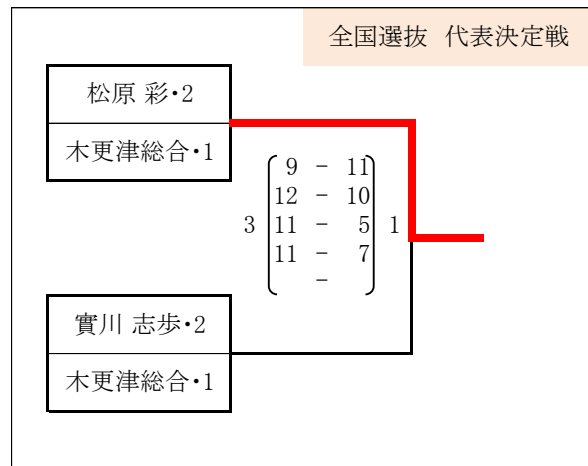 全国選抜 代表決定戦
松原 彩・2
木更津総合・1
9 － 11
12 － 10
3 11 － 5 1
11 － 7
－
實川 志歩・2
木更津総合・1